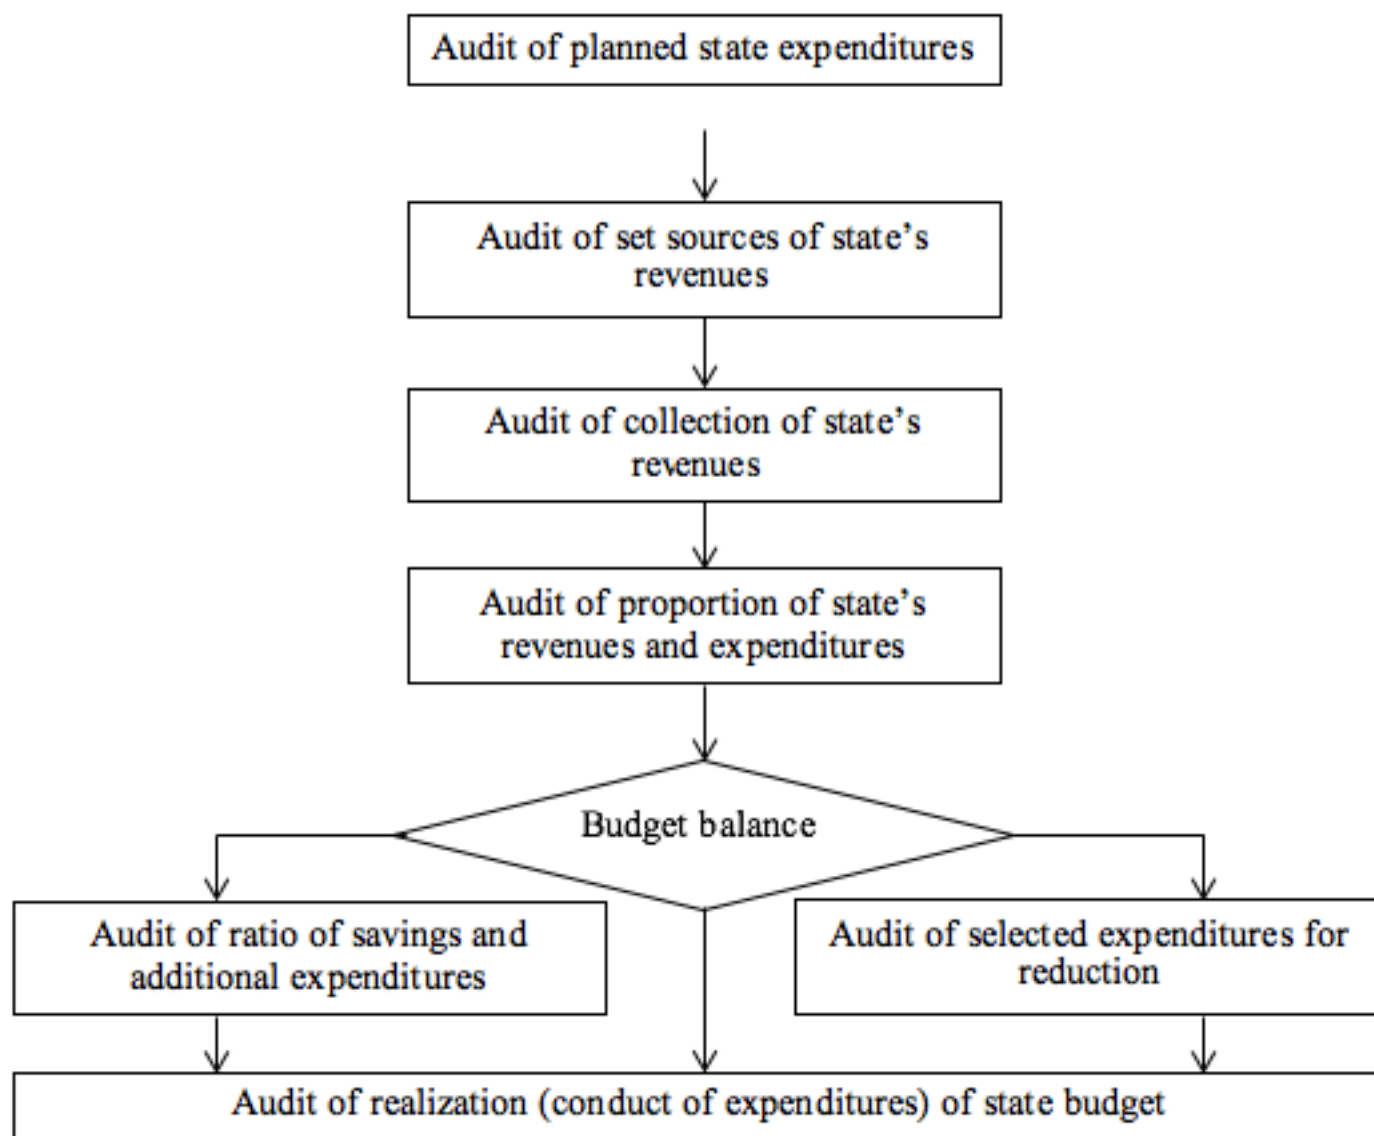 Audit of planned state expenditures
Audit of set sources of state’s
revenues
Audit of collection of state’s
revenues
Audit of proportion of state’s
revenues and expenditures
Budget balance
Audit of ratio of savings and
additional expenditures
Audit of selected expenditures for
reduction
Audit of realization (conduct of expenditures) of state budget